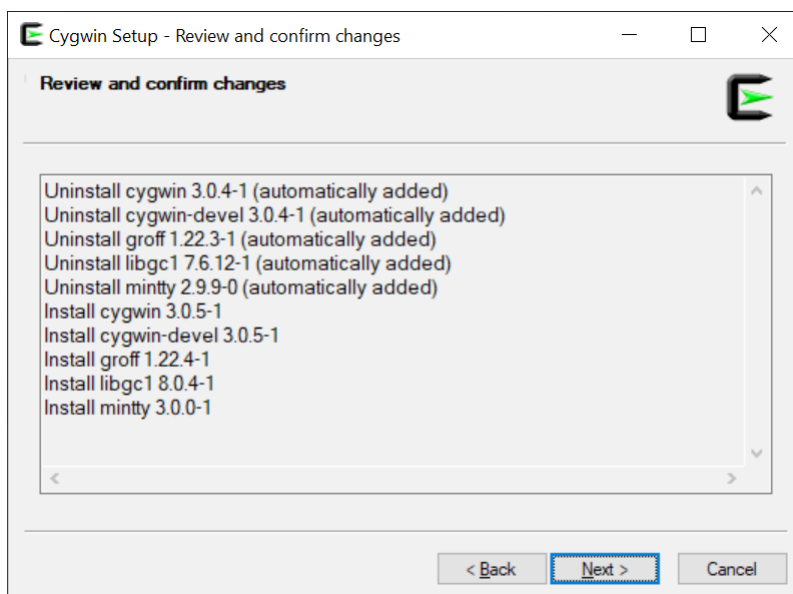 Cygwin Setup - Review and confirm changes
Review and confirm changes
Uninstall cygwin 3.0.4-1 (automatically added)
Uninstall cygwin-devel 3.0.4-1 (automatically added)
Uninstall groff 1.22.3-1 (automatically added)
Uninstall libgc1 7.6.12-1 (automatically added)
Uninstall mintty 2.9.9-0 (automatically added)
Install cygwin 3.0.5-1
Install cygwin-devel 3.0.5-1
Install groff 1.22.4-1
Install libgc1 8.0.4-1
Install mintty 3.0.0-1
< Back Next > Cancel